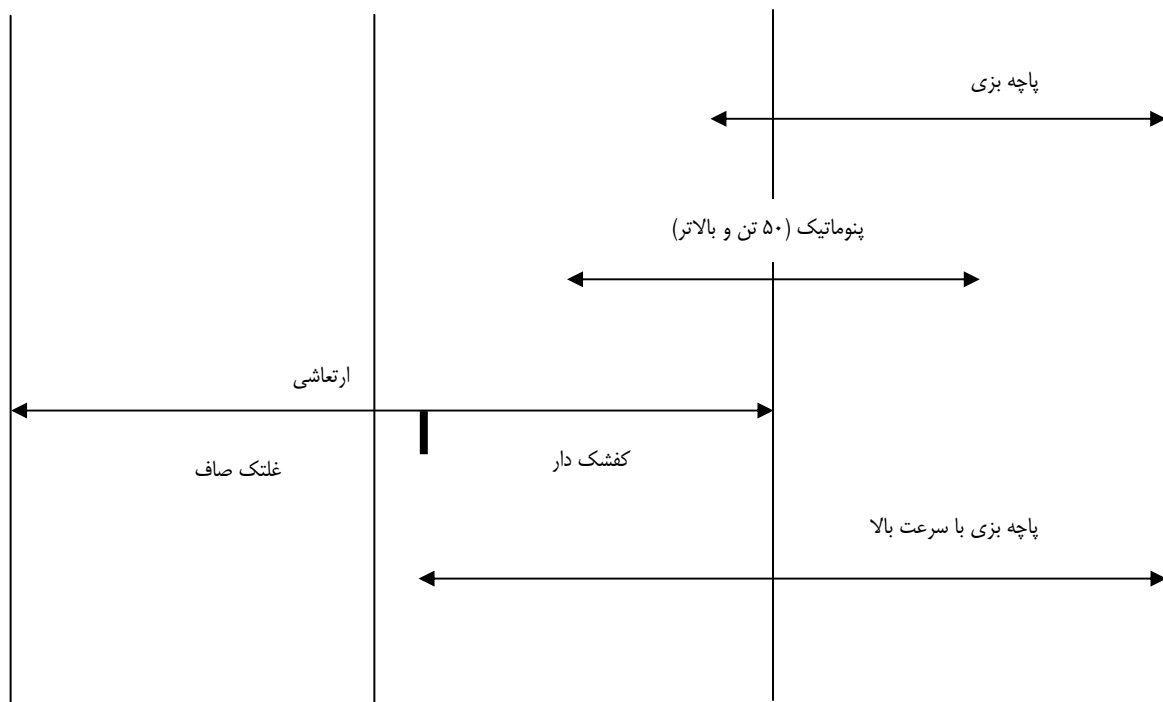 پاچه بزی
پنوماتیک (۵۰ تن و بالاتر)
ارتعاشی
کفشک دار
غلتک صاف
پاچه بزی با سرعت بالا